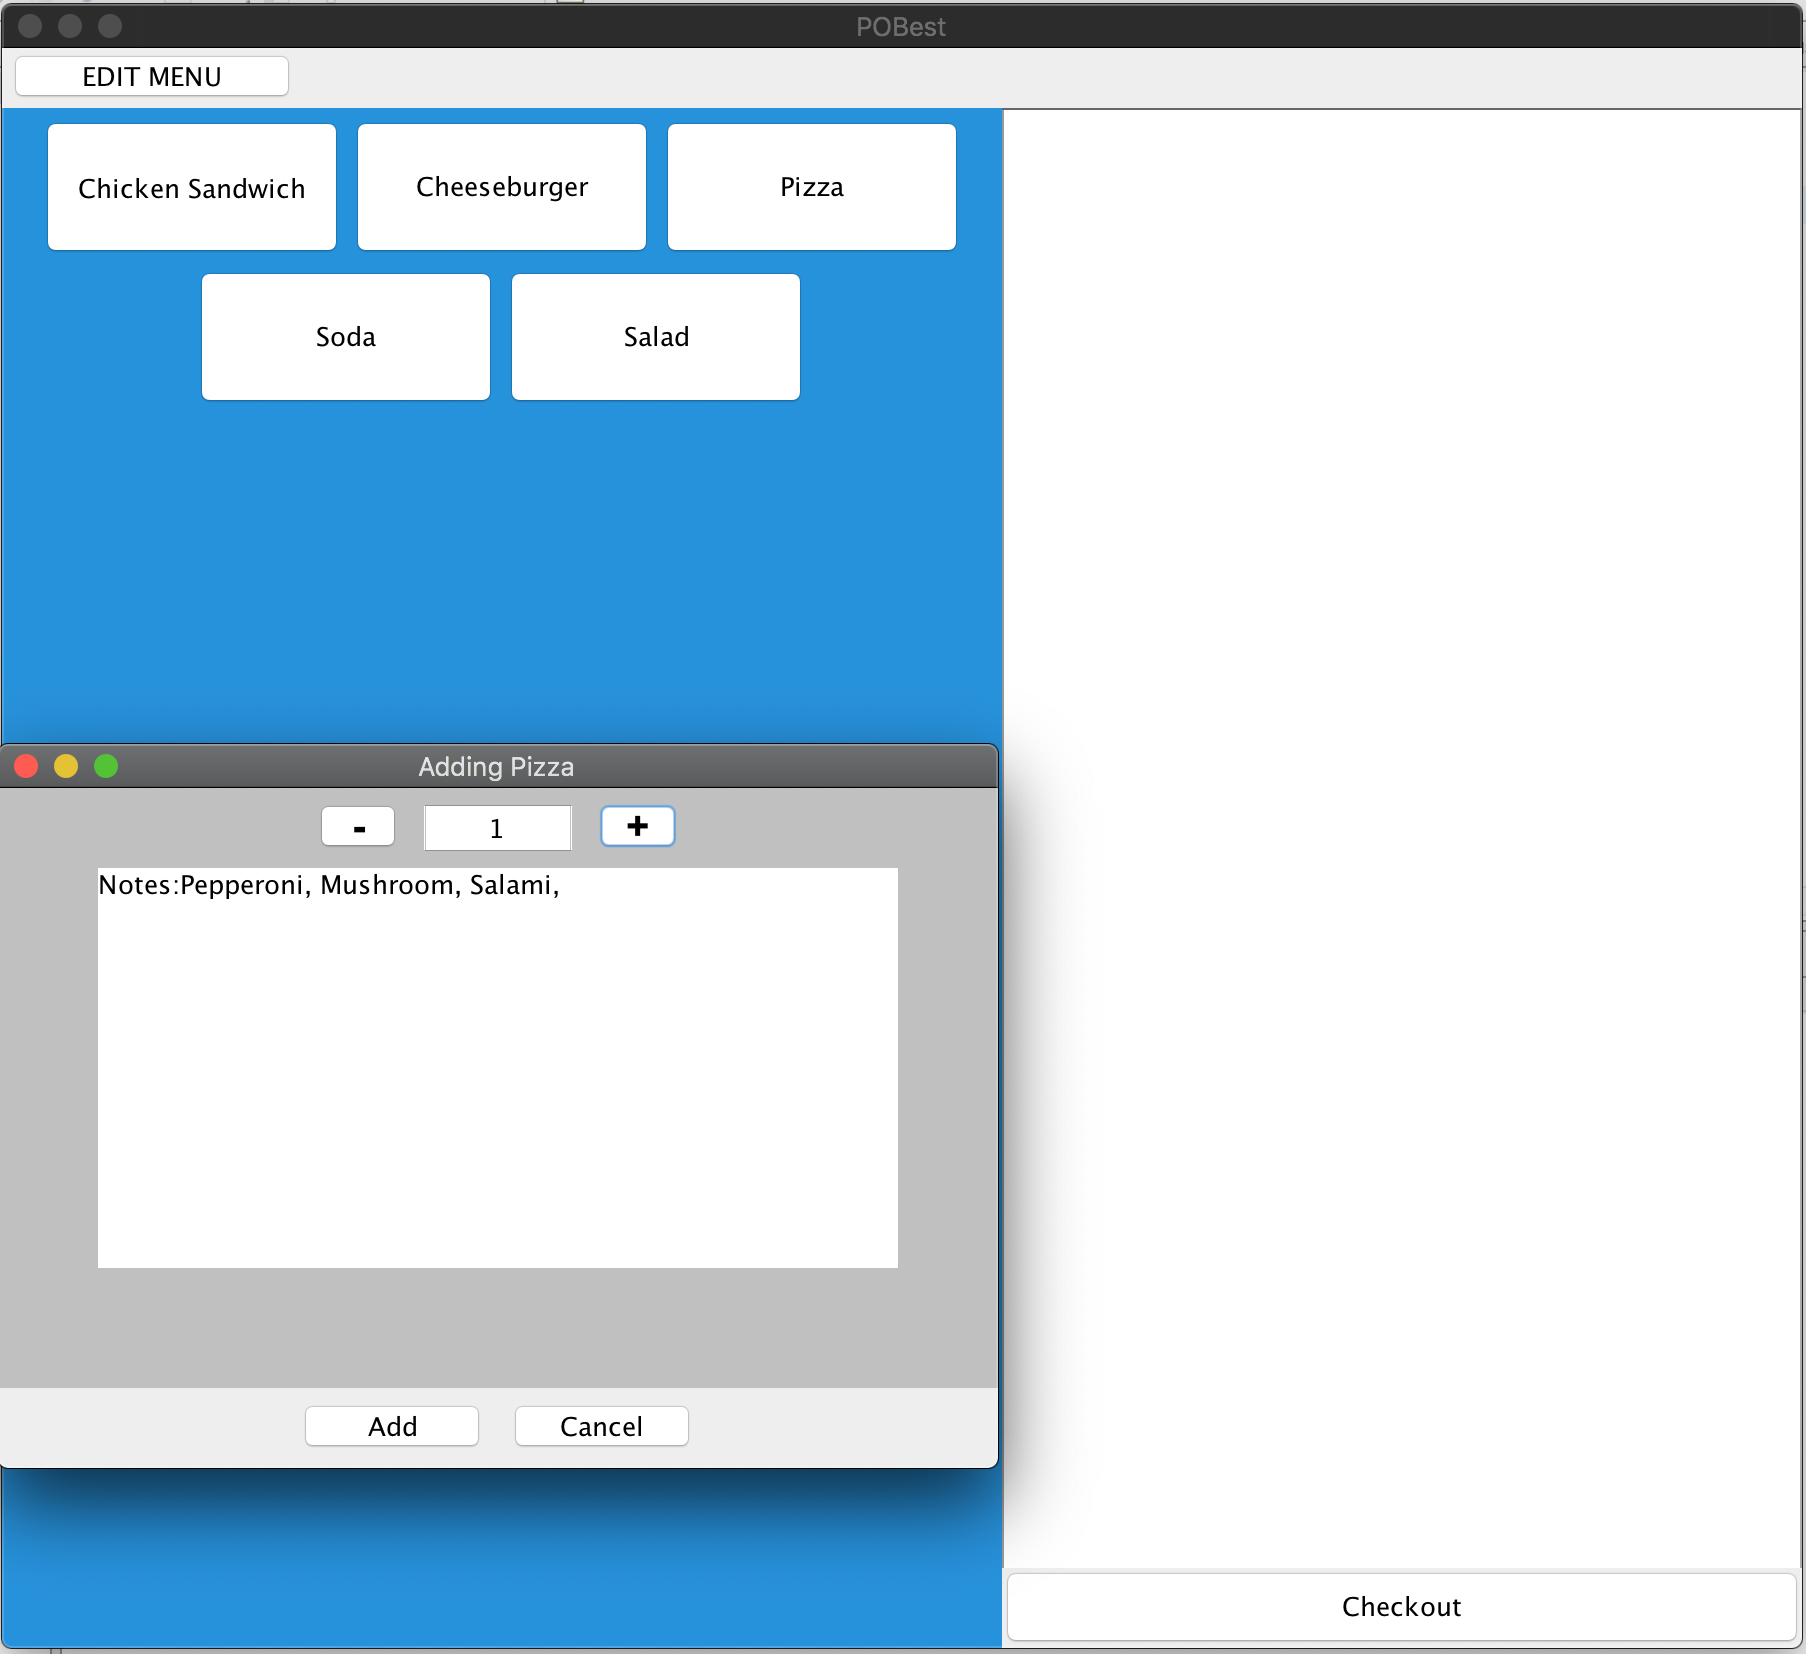 POBest
EDIT MENU
Chicken Sandwich
Cheeseburger
Pizza
Soda
Salad
Adding Pizza
- 1 +
Notes:Pepperoni, Mushroom, Salami,
Add
Cancel
Checkout